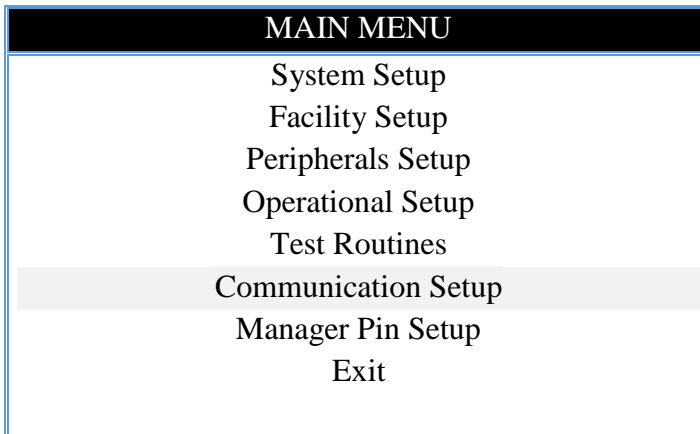 MAIN MENU
System Setup
Facility Setup
Peripherals Setup
Operational Setup
Test Routines
Communication Setup
Manager Pin Setup
Exit